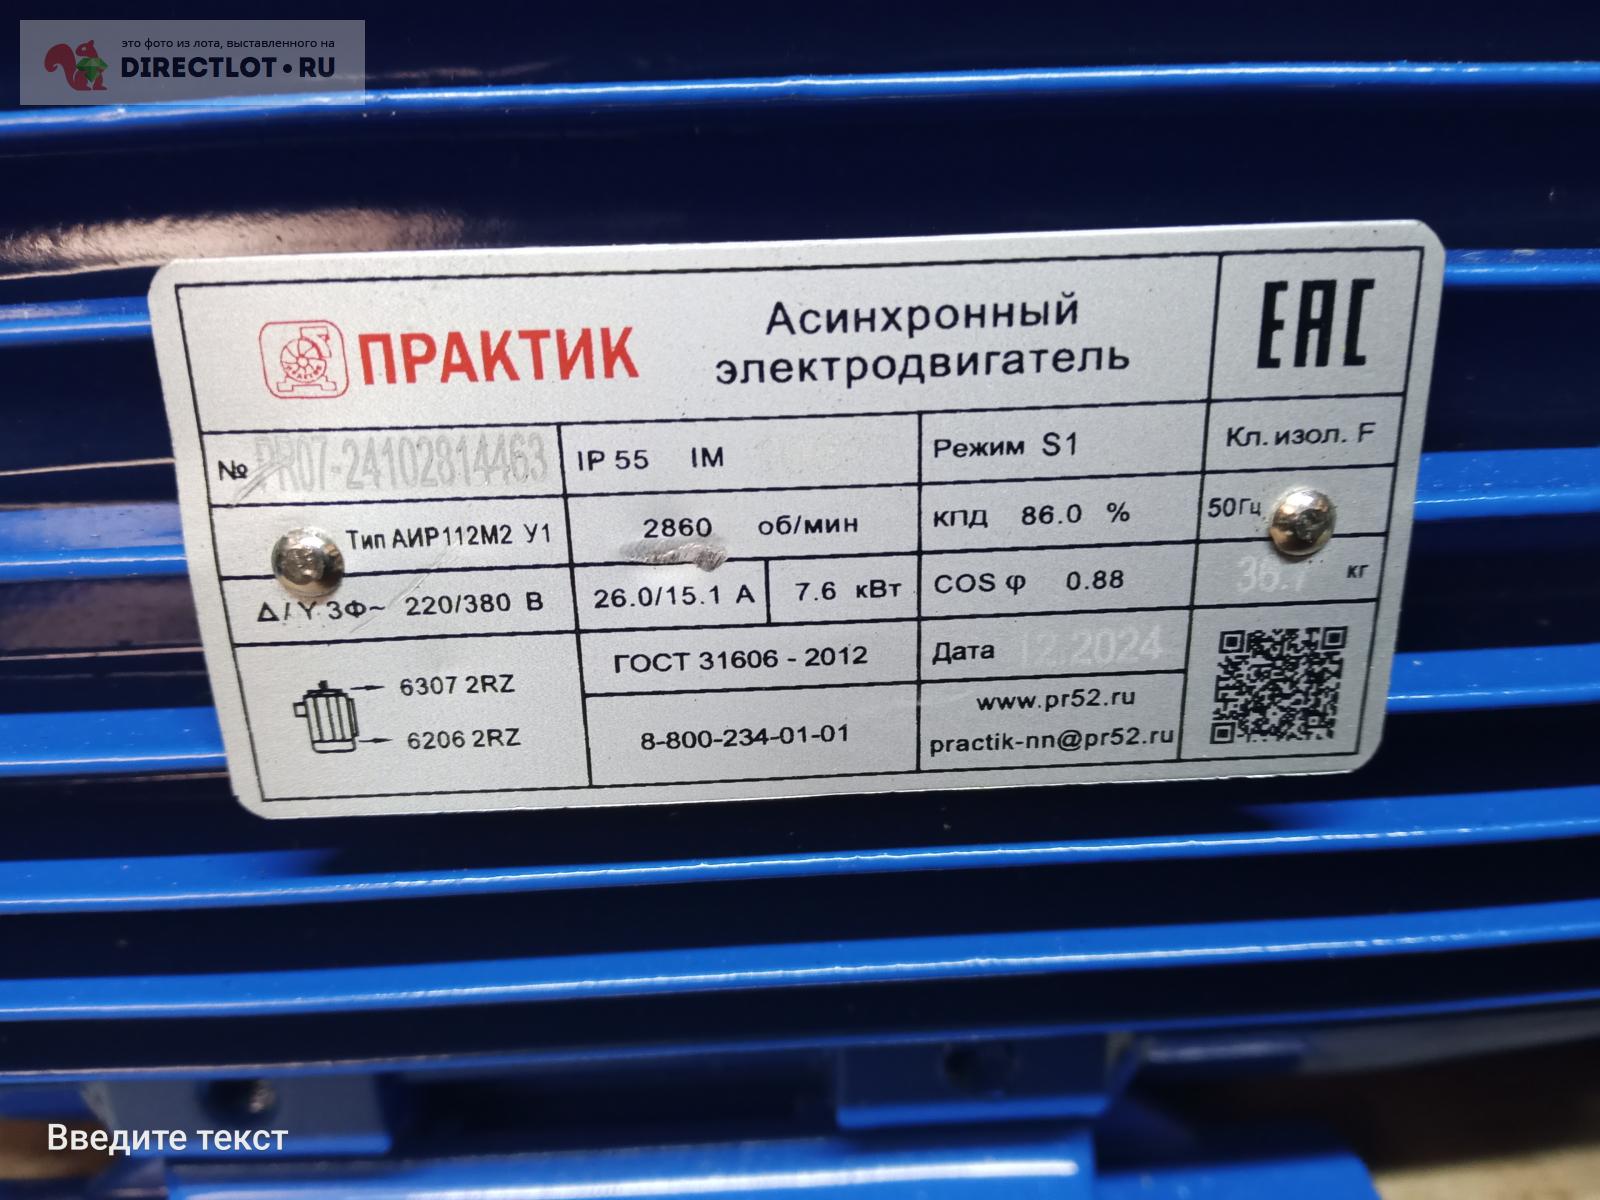 это фото из лота, выставленного на
DIRECTLOT.RU
ПРАКТИК
Асинхронный
электродвигатель
EAC
№ PR07-24102814463
IP 55 IM
Режим S1
Кл. изол. F
Тип АИР112М2 У1
2860 об/мин
КПД 86.0 %
50Гц
Δ/Y 3Ф~ 220/380 В
26.0/15.1 А
7.6 кВт
COS φ 0.88
кг
6307 2RZ
6206 2RZ
ГОСТ 31606 - 2012
8-800-234-01-01
Дата 12.2024
www.pr52.ru
practik-nn@pr52.ru
Введите текст